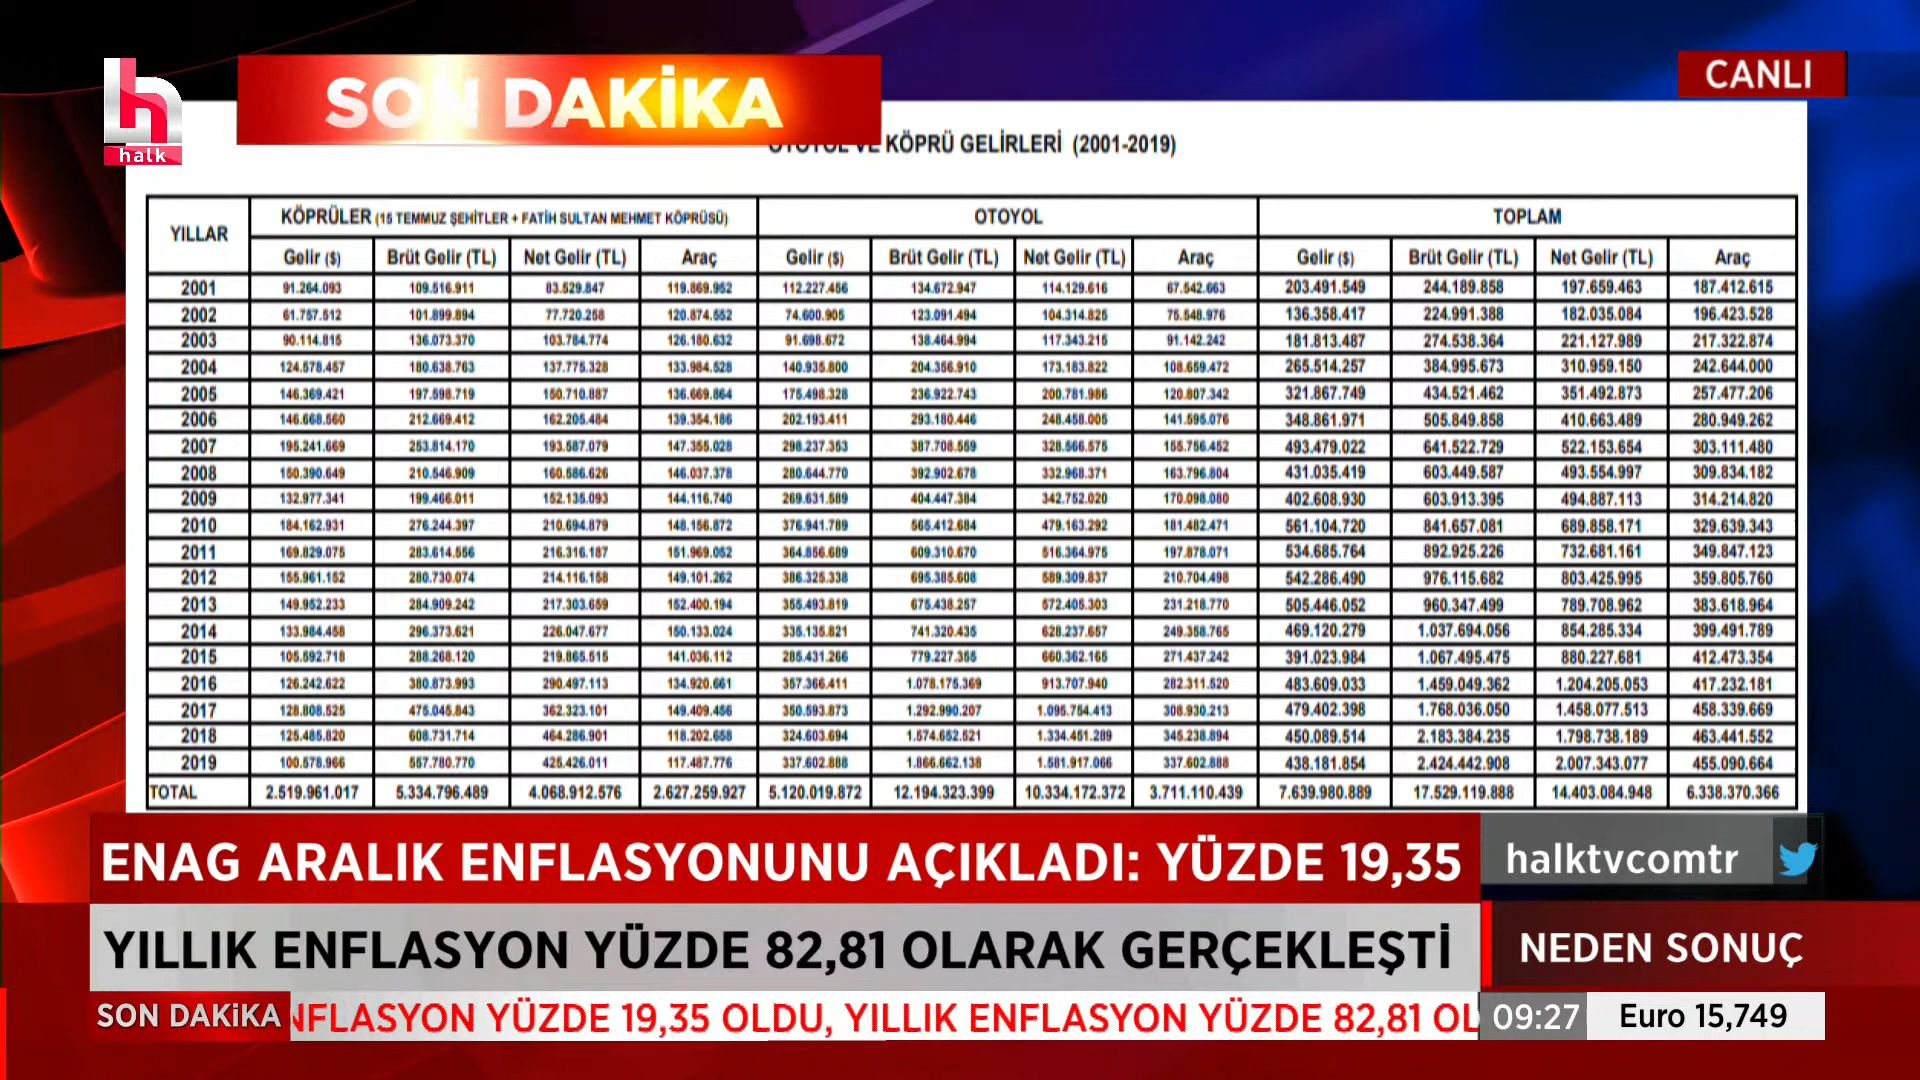 h
halk
SON DAKİKA
CANLI
OTOYOL VE KÖPRÜ GELİRLERİ (2001-2019)
YILLAR KÖPRÜLER (15 TEMMUZ ŞEHİTLER + FATİH SULTAN MEHMET KÖPRÜSÜ) OTOYOL TOPLAM
Gelir ($) Brüt Gelir (TL) Net Gelir (TL) Araç Gelir ($) Brüt Gelir (TL) Net Gelir (TL) Araç Gelir ($) Brüt Gelir (TL) Net Gelir (TL) Araç
2001 91.264.093 109.516.911 83.529.847 119.869.952 112.227.456 134.672.947 114.129.616 67.542.663 203.491.549 244.189.858 197.659.463 187.412.615
2002 61.757.512 101.899.894 77.720.258 120.874.552 74.600.905 123.091.494 104.314.825 75.548.976 136.358.417 224.991.388 182.035.084 196.423.528
2003 90.114.815 136.073.370 103.784.774 126.180.632 91.698.672 138.464.994 117.343.215 91.142.242 181.813.487 274.538.364 221.127.989 217.322.874
2004 124.578.457 180.638.763 137.775.328 133.984.528 140.935.800 204.356.910 173.183.822 108.659.472 265.514.257 384.995.673 310.959.150 242.644.000
2005 146.369.421 197.598.719 150.710.887 136.669.864 175.498.328 236.922.743 200.781.986 120.807.342 321.867.749 434.521.462 351.492.873 257.477.206
2006 146.668.560 212.669.412 162.205.484 139.354.186 202.193.411 293.180.446 248.458.005 141.595.076 348.861.971 505.849.858 410.663.489 280.949.262
2007 195.241.669 253.814.170 193.587.079 147.355.028 298.237.353 387.708.559 328.566.575 155.756.452 493.479.022 641.522.729 522.153.654 303.111.480
2008 150.390.649 210.546.909 160.586.626 146.037.378 280.644.770 392.902.678 332.968.371 163.796.804 431.035.419 603.449.587 493.554.997 309.834.182
2009 132.977.341 199.466.011 152.135.093 144.116.740 269.631.589 404.447.384 342.752.020 170.098.080 402.608.930 603.913.395 494.887.113 314.214.820
2010 184.162.931 276.244.397 210.694.879 148.156.872 376.941.789 565.412.684 479.163.292 181.482.471 561.104.720 841.657.081 689.858.171 329.639.343
2011 169.829.075 283.614.556 216.316.187 151.969.052 364.856.689 609.310.670 516.364.975 197.878.071 534.685.764 892.925.226 732.681.161 349.847.123
2012 155.961.152 280.730.074 214.116.158 149.101.262 386.325.338 695.385.608 589.309.837 210.704.498 542.286.490 976.115.682 803.425.995 359.805.760
2013 149.952.233 284.909.242 217.303.659 152.400.194 355.493.819 675.438.257 572.405.303 231.218.770 505.446.052 960.347.499 789.708.962 383.618.964
2014 133.984.458 296.373.621 226.047.677 150.133.024 335.135.821 741.320.435 628.237.657 249.358.765 469.120.279 1.037.694.056 854.285.334 399.491.789
2015 105.592.718 288.268.120 219.865.515 141.036.112 285.431.266 779.227.355 660.362.165 271.437.242 391.023.984 1.067.495.475 880.227.681 412.473.354
2016 126.242.622 380.873.993 290.497.113 134.920.661 357.366.411 1.078.175.369 913.707.940 282.311.520 483.609.033 1.459.049.362 1.204.205.053 417.232.181
2017 128.808.525 475.045.843 362.323.101 149.409.456 350.593.873 1.292.990.207 1.095.754.413 308.930.213 479.402.398 1.768.036.050 1.458.077.513 458.339.669
2018 125.485.820 608.731.714 464.286.901 118.202.658 324.603.694 1.574.652.521 1.334.451.289 345.238.894 450.089.514 2.183.384.235 1.798.738.189 463.441.552
2019 100.578.966 557.780.770 425.426.011 117.487.776 337.602.888 1.866.662.138 1.581.917.066 337.602.888 438.181.854 2.424.442.908 2.007.343.077 455.090.664
TOTAL 2.519.961.017 5.334.796.489 4.068.912.576 2.627.259.927 5.120.019.872 12.194.323.399 10.334.172.372 3.711.110.439 7.639.980.889 17.529.119.888 14.403.084.948 6.338.370.366
ENAG ARALIK ENFLASYONUNU AÇIKLADI: YÜZDE 19,35
halktvcomtr
YILLIK ENFLASYON YÜZDE 82,81 OLARAK GERÇEKLEŞTİ
NEDEN SONUÇ
SON DAKİKA NFLASYON YÜZDE 19,35 OLDU, YILLIK ENFLASYON YÜZDE 82,81 OL 09:27 Euro 15,749